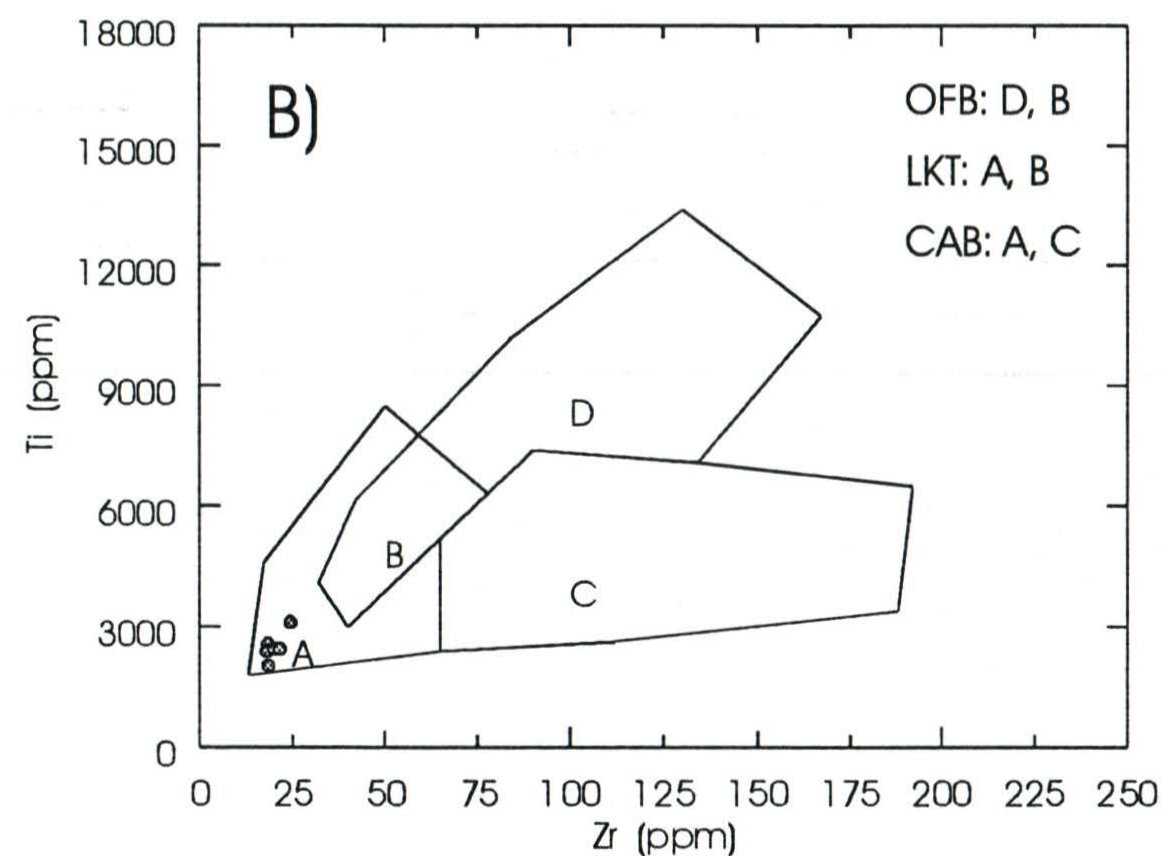 18000
15000
12000
9000
6000
3000
0
Ti (ppm)
B)
OFB: D, B
LKT: A, B
CAB: A, C
D
B
C
A
0 25 50 75 100 125 150 175 200 225 250
Zr (ppm)